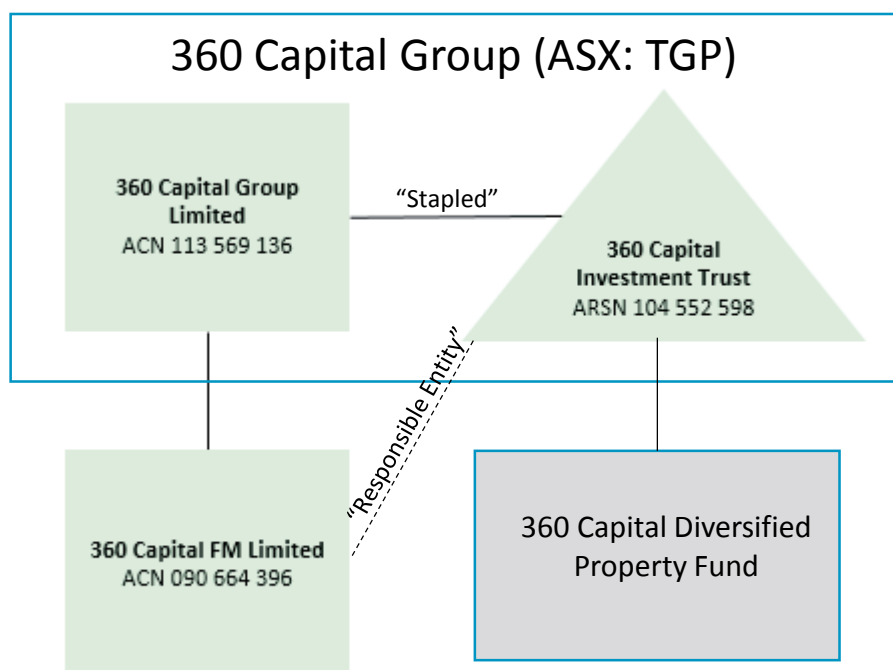 360 Capital Group (ASX: TGP)
360 Capital Group
Limited
ACN 113 569 136
“Stapled”
360 Capital
Investment Trust
ARSN 104 552 598
“Responsible Entity”
360 Capital FM Limited
ACN 090 664 396
360 Capital Diversified
Property Fund